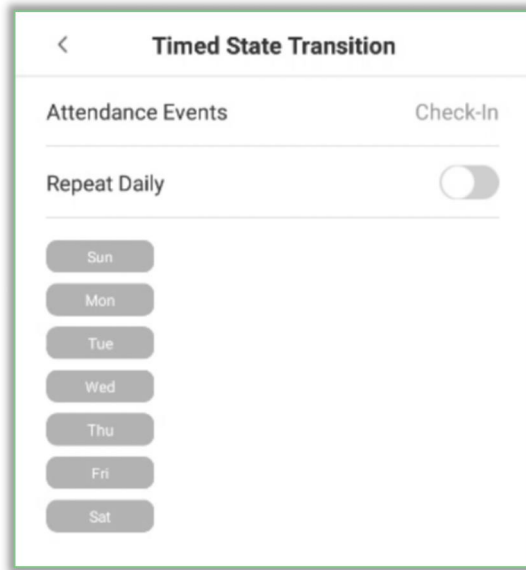 Timed State Transition
Attendance Events Check-In
Repeat Daily
Sun
Mon
Tue
Wed
Thu
Fri
Sat